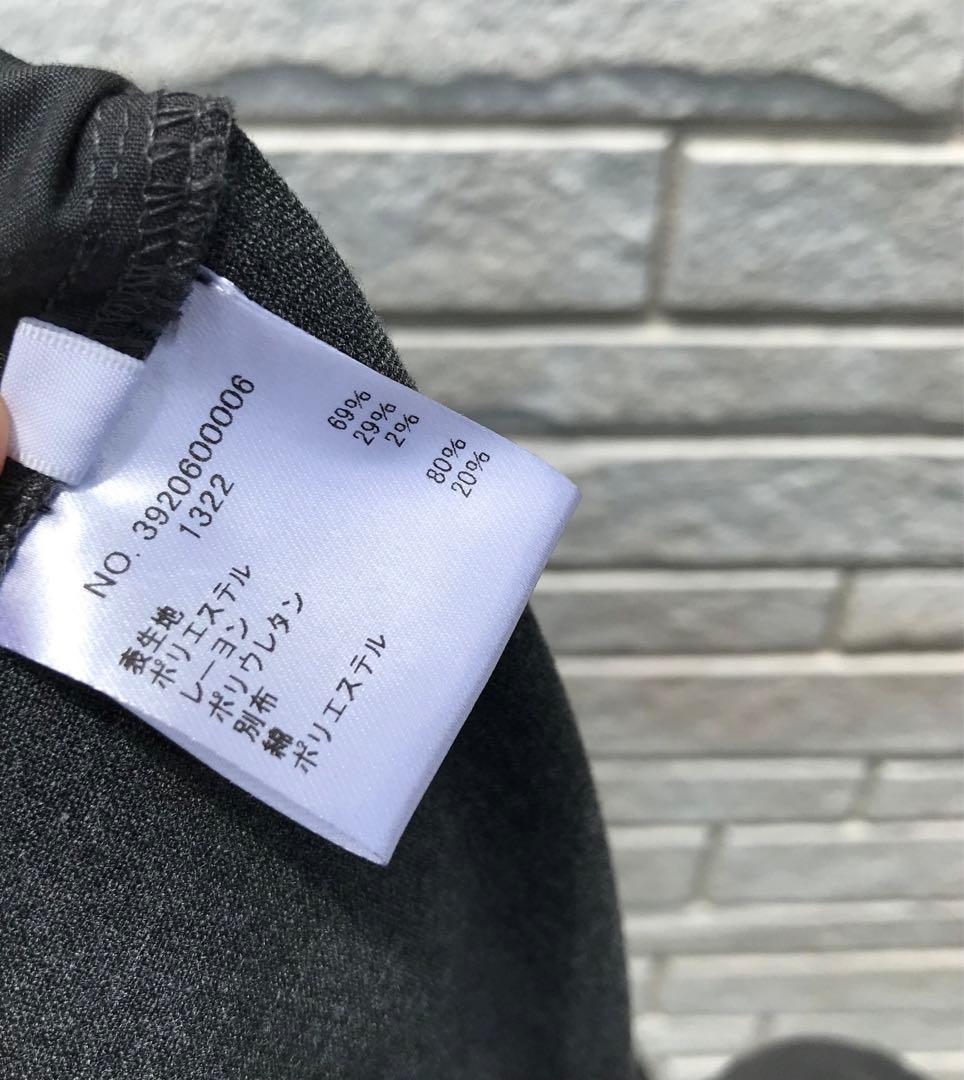 NO. 3920600006
1322
表生地
ポリエステル 69%
レーヨン 29%
ポリウレタン 2%
別布
綿 80%
ポリエステル 20%